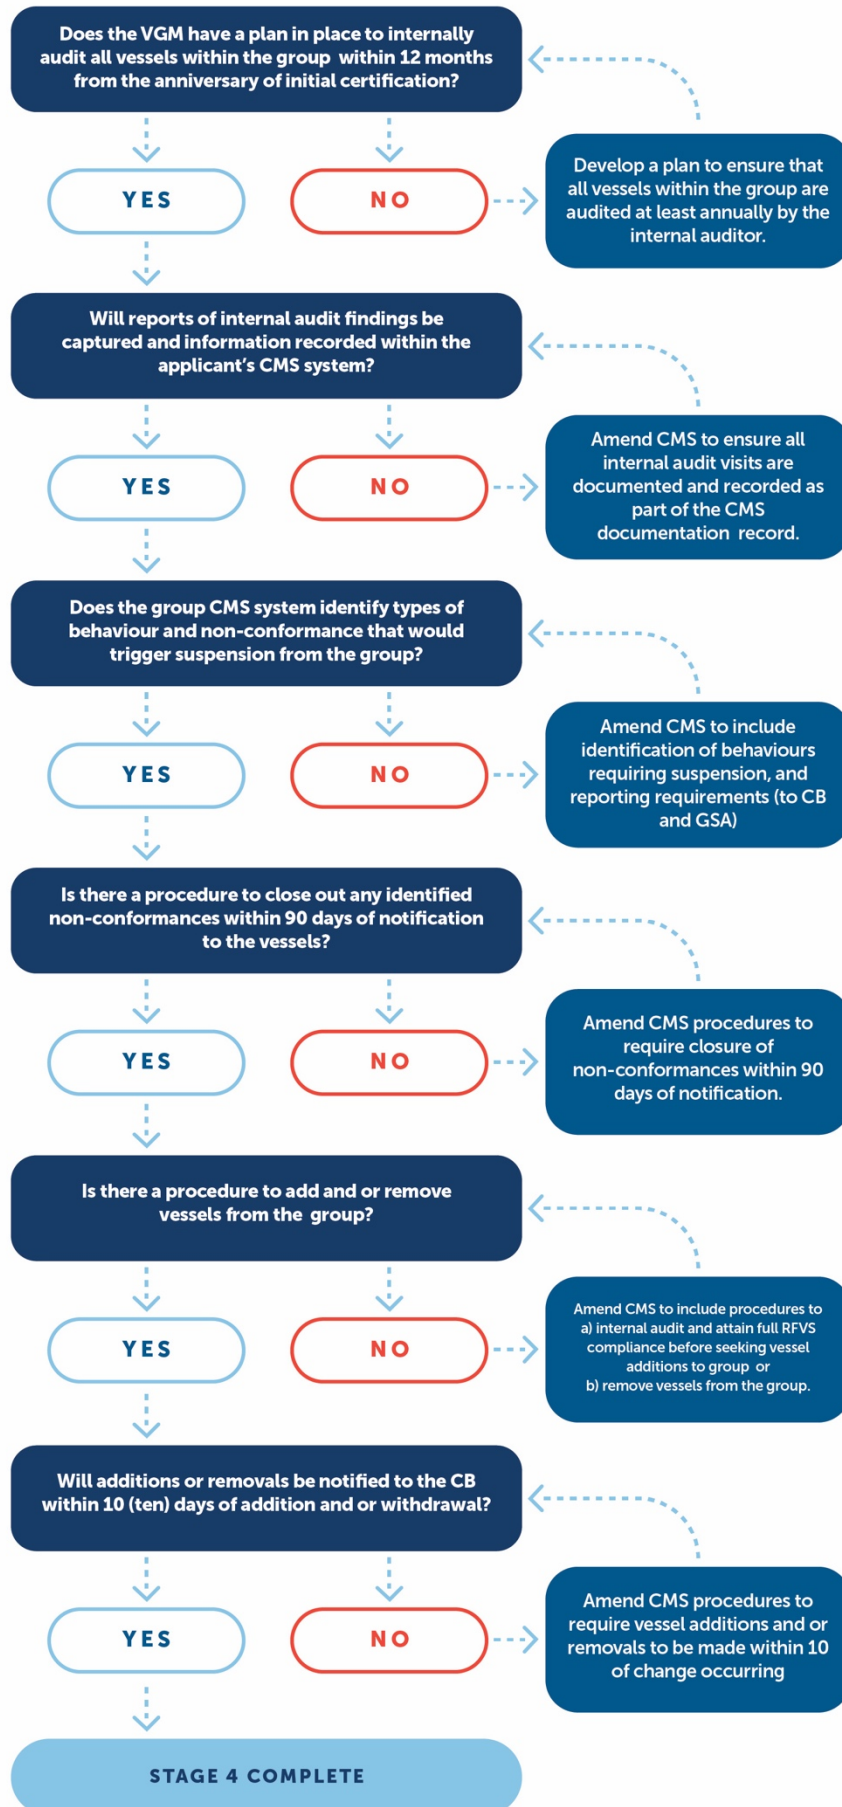 Does the VGM have a plan in place to internally
audit all vessels within the group within 12 months
from the anniversary of initial certification?
YES
NO
Develop a plan to ensure that
all vessels within the group are
audited at least annually by the
internal auditor.
Will reports of internal audit findings be
captured and information recorded within the
applicant's CMS system?
YES
NO
Amend CMS to ensure all
internal audit visits are
documented and recorded as
part of the CMS
documentation record.
Does the group CMS system identify types of
behaviour and non-conformance that would
trigger suspension from the group?
YES
NO
Amend CMS to include
identification of behaviours
requiring suspension, and
reporting requirements (to CB
and GSA)
Is there a procedure to close out any identified
non-conformances within 90 days of notification
to the vessels?
YES
NO
Amend CMS procedures to
require closure of
non-conformances within 90
days of notification.
Is there a procedure to add and or remove
vessels from the group?
YES
NO
Amend CMS to include procedures to
a) internal audit and attain full RFVS
compliance before seeking vessel
additions to group or
b) remove vessels from the group.
Will additions or removals be notified to the CB
within 10 (ten) days of addition and or withdrawal?
YES
NO
Amend CMS procedures to
require vessel additions and or
removals to be made within 10
of change occurring
STAGE 4 COMPLETE